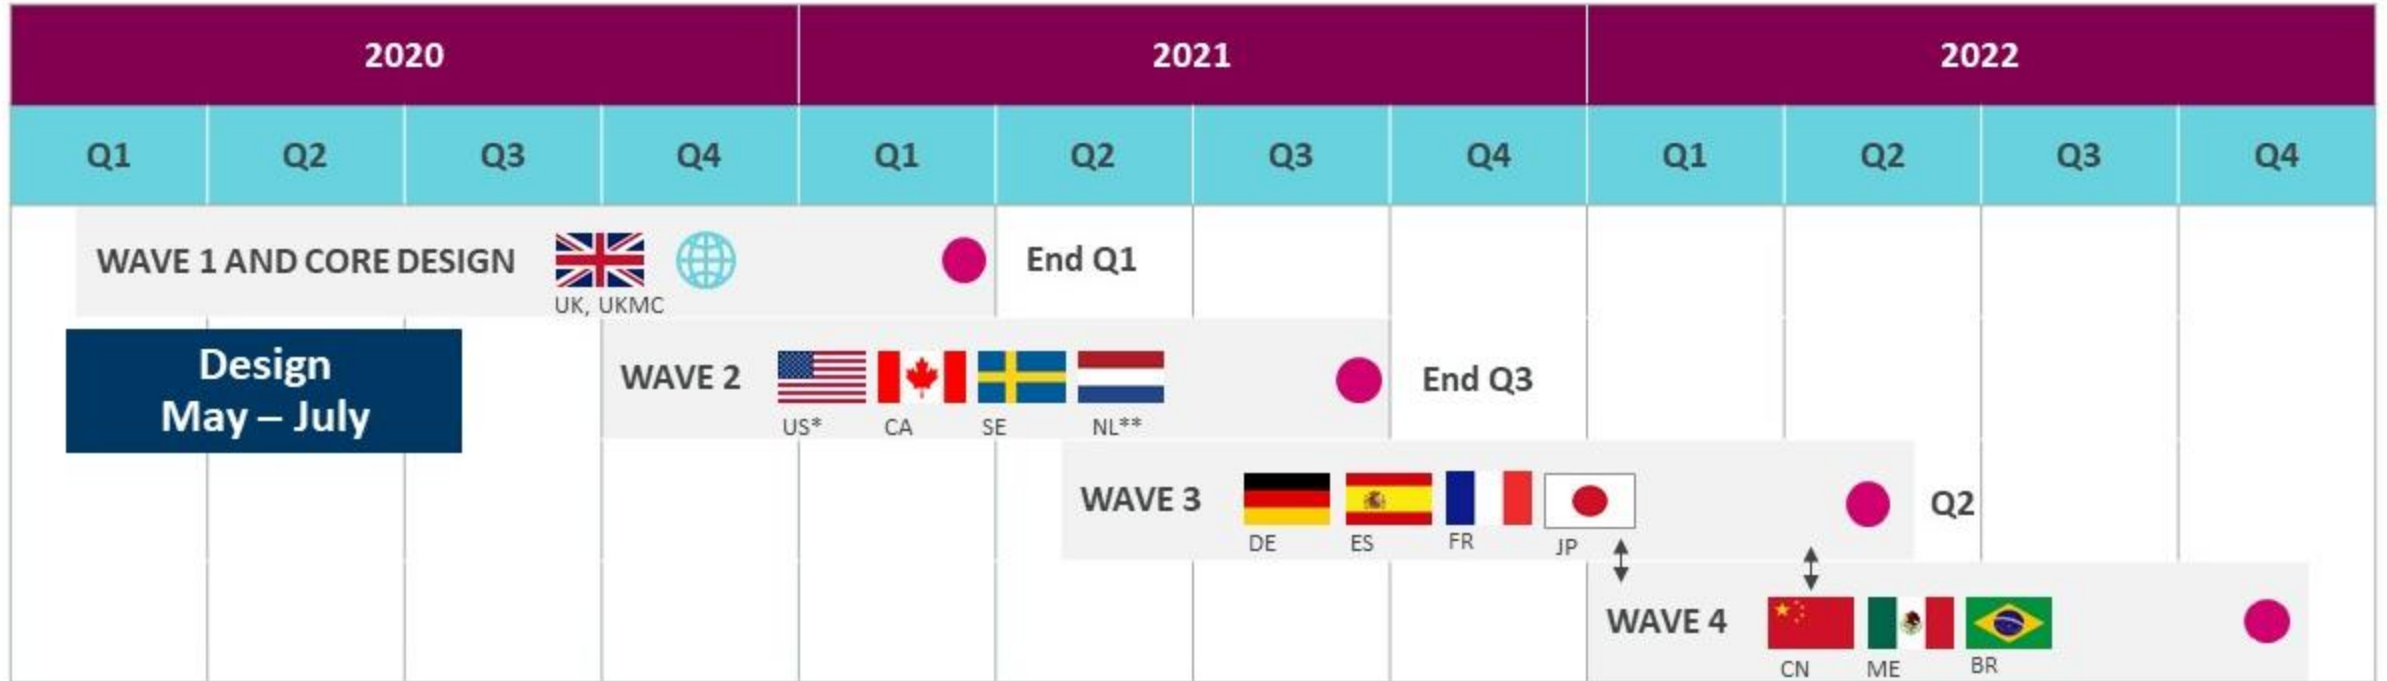 2020 2021 2022
Q1 Q2 Q3 Q4 Q1 Q2 Q3 Q4 Q1 Q2 Q3 Q4
WAVE 1 AND CORE DESIGN End Q1
UK, UKMC
Design
May – July
WAVE 2 End Q3
US* CA SE NL**
WAVE 3 Q2
DE ES FR JP
WAVE 4
CN ME BR